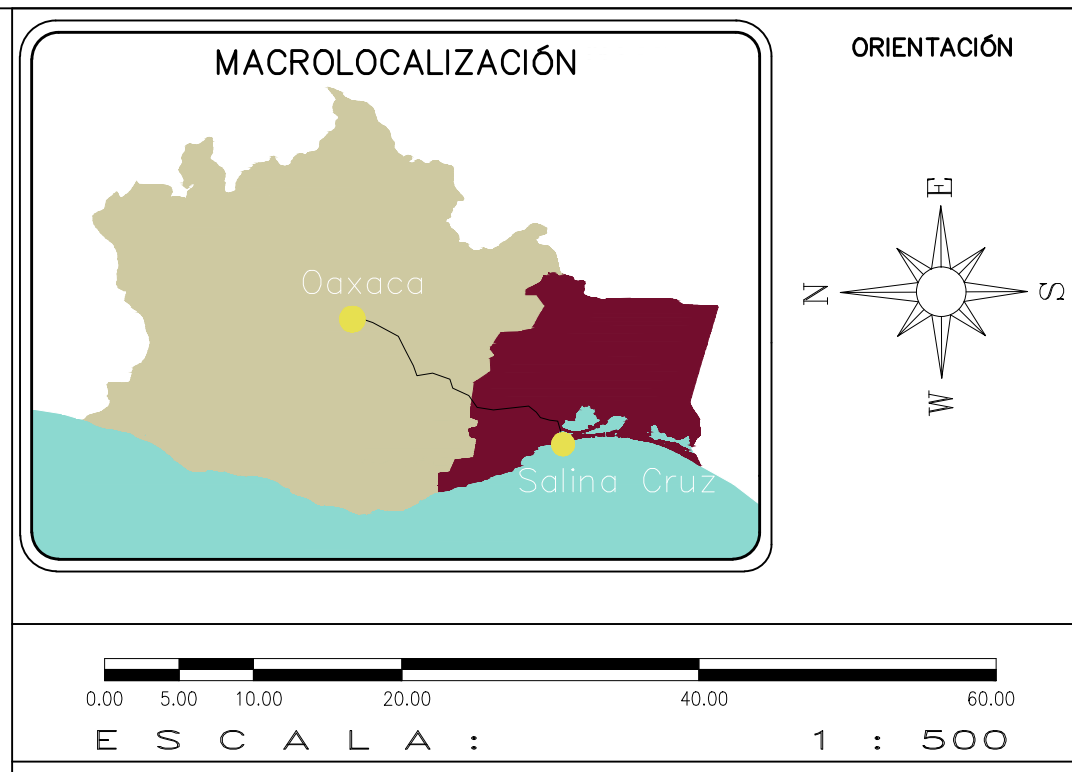 MACROLOCALIZACIÓN
Oaxaca
Salina Cruz
ORIENTACIÓN
E
N
S
W
0.00 5.00 10.00 20.00 40.00 60.00
ESCALA: 1 : 500